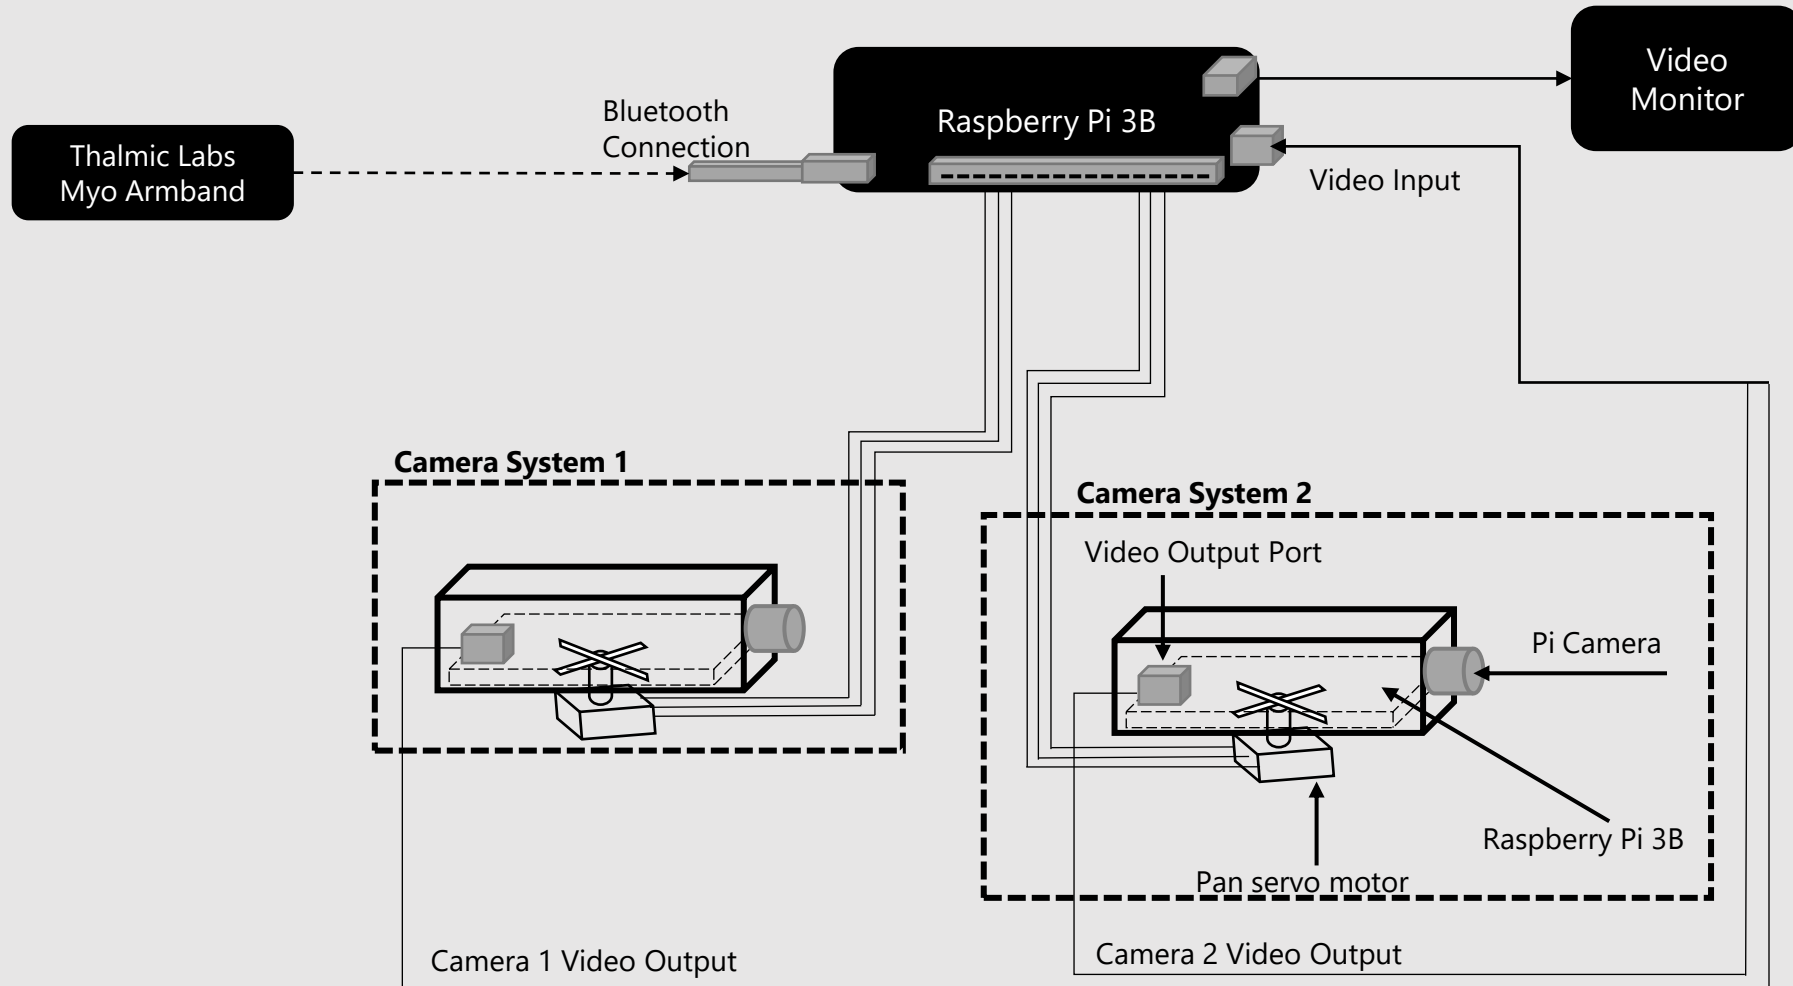 Video
Monitor
Raspberry Pi 3B
Bluetooth
Connection
Thalmic Labs
Myo Armband
Video Input
Camera System 1
Camera System 2
Video Output Port
Pi Camera
Raspberry Pi 3B
Pan servo motor
Camera 1 Video Output
Camera 2 Video Output